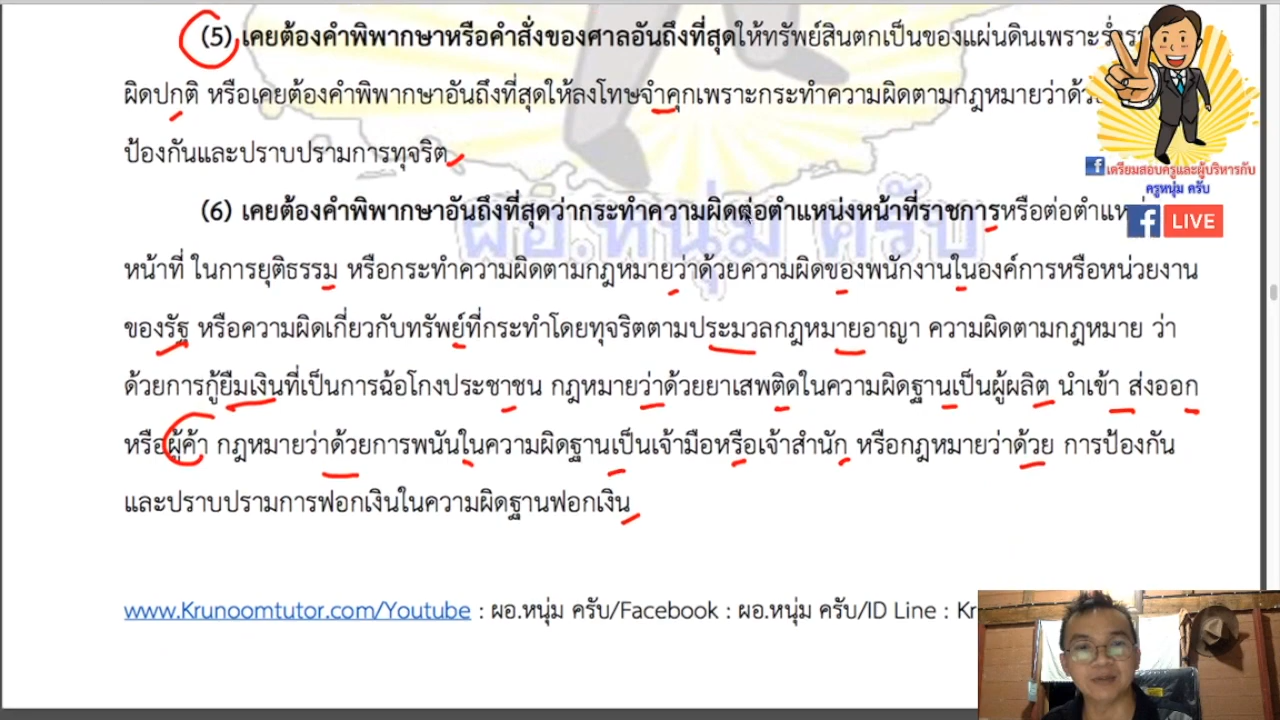 (5) เคยต้องคำพิพากษาหรือคำสั่งของศาลอันถึงที่สุดให้ทรัพย์สินตกเป็นของแผ่นดินเพราะร่ำรว
ผิดปกติ หรือเคยต้องคำพิพากษาอันถึงที่สุดให้ลงโทษจำคุกเพราะกระทำความผิดตามกฎหมายว่าด้ว
ป้องกันและปราบปรามการทุจริต
เตรียมสอบครูและผู้บริหารกับ
ครูหนุ่ม ครับ
(6) เคยต้องคำพิพากษาอันถึงที่สุดว่ากระทำความผิดต่อตำแหน่งหน้าที่ราชการหรือต่อตำแหน่
LIVE
ผอ.หนุ่ม ครับ
หน้าที่ ในการยุติธรรม หรือกระทำความผิดตามกฎหมายว่าด้วยความผิดของพนักงานในองค์การหรือหน่วยงาน
ของรัฐ หรือความผิดเกี่ยวกับทรัพย์ที่กระทำโดยทุจริตตามประมวลกฎหมายอาญา ความผิดตามกฎหมาย ว่า
ด้วยการกู้ยืมเงินที่เป็นการฉ้อโกงประชาชน กฎหมายว่าด้วยยาเสพติดในความผิดฐานเป็นผู้ผลิต นำเข้า ส่งออก
หรือผู้ค้า กฎหมายว่าด้วยการพนันในความผิดฐานเป็นเจ้ามือหรือเจ้าสำนัก หรือกฎหมายว่าด้วย การป้องกัน
และปราบปรามการฟอกเงินในความผิดฐานฟอกเงิน
www.Krunoomtutor.com/Youtube : ผอ.หนุ่ม ครับ/Facebook : ผอ.หนุ่ม ครับ/ID Line : Kr